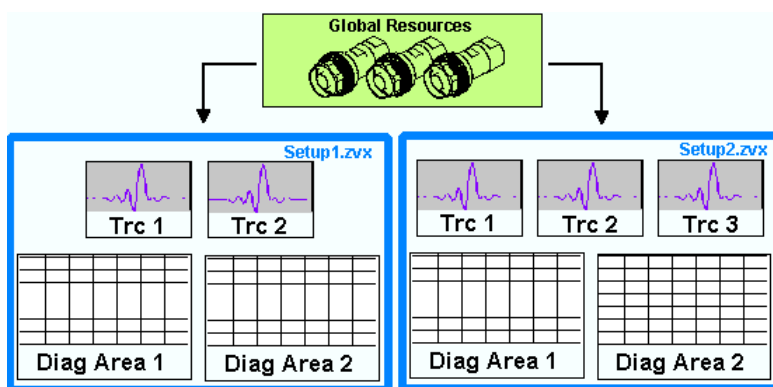 Global Resources
Setup1.zvx
Trc 1
Trc 2
Diag Area 1
Diag Area 2
Setup2.zvx
Trc 1
Trc 2
Trc 3
Diag Area 1
Diag Area 2